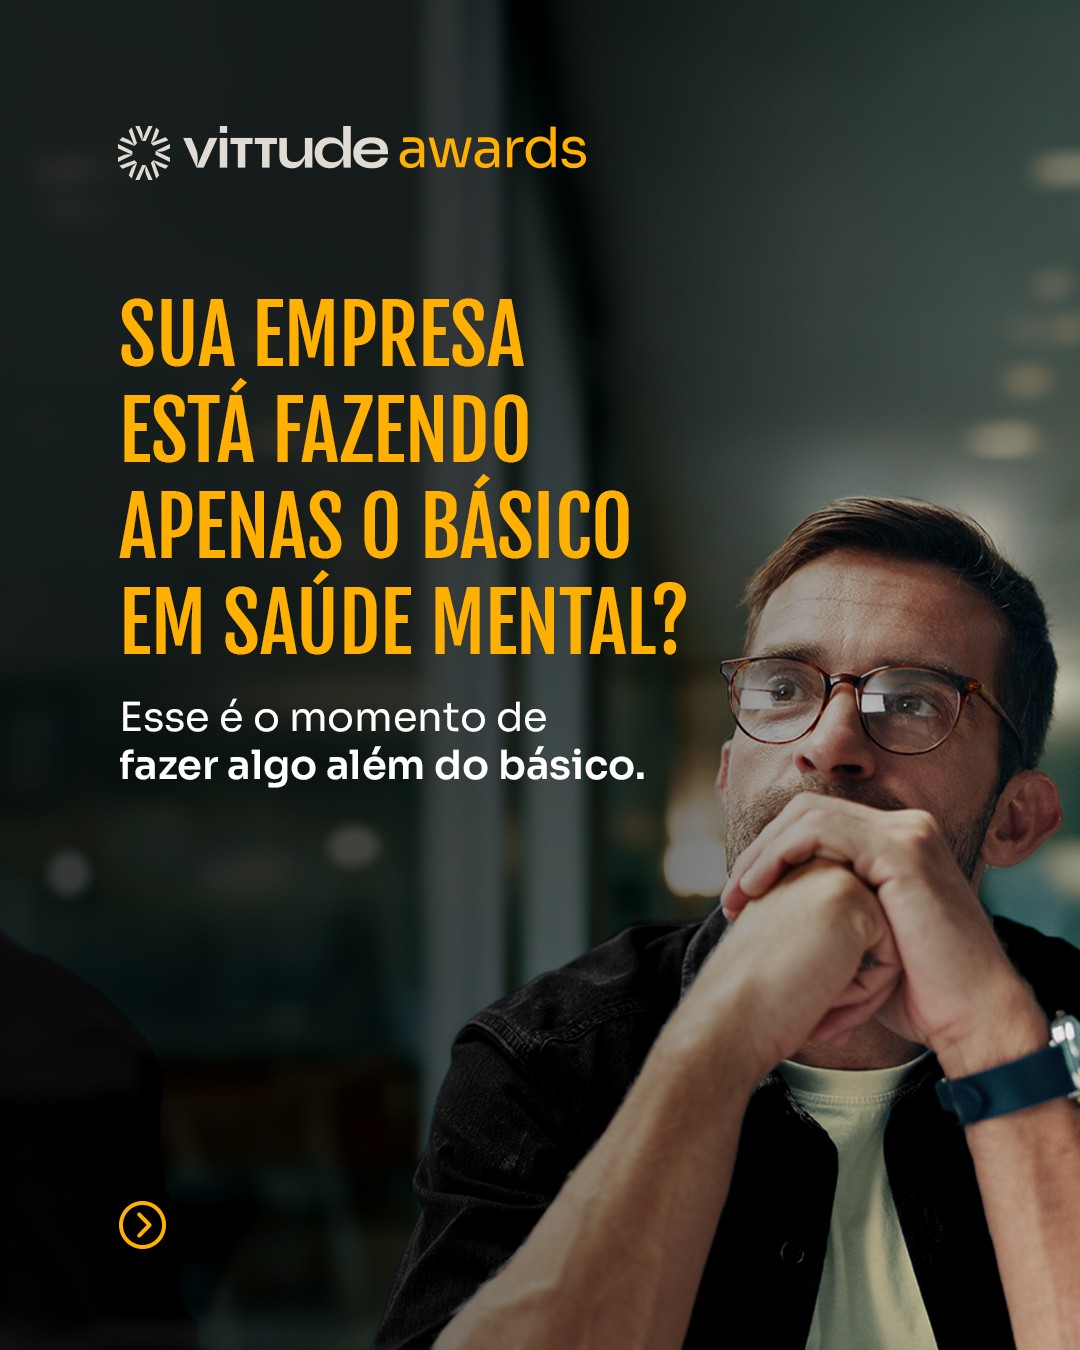 vittude awards
SUA EMPRESA
ESTÁ FAZENDO
APENAS O BÁSICO
EM SAÚDE MENTAL?
Esse é o momento de
fazer algo além do básico.